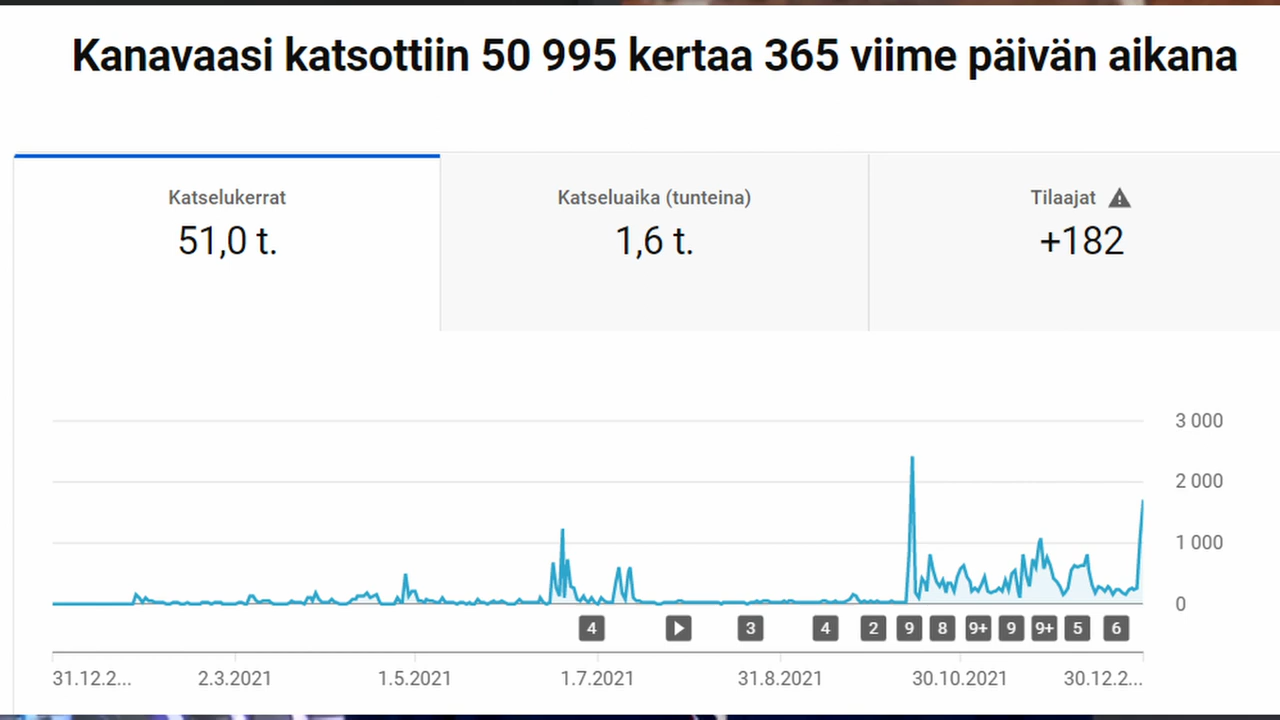 Kanavaasi katsottiin 50 995 kertaa 365 viime päivän aikana
Katselukerrat
51,0 t.
Katseluaika (tunteina)
1,6 t.
Tilaajat
+182
3 000
2 000
1 000
0
4 3 4 2 9 8 9+ 9 9+ 5 6
31.12.2... 2.3.2021 1.5.2021 1.7.2021 31.8.2021 30.10.2021 30.12.2...